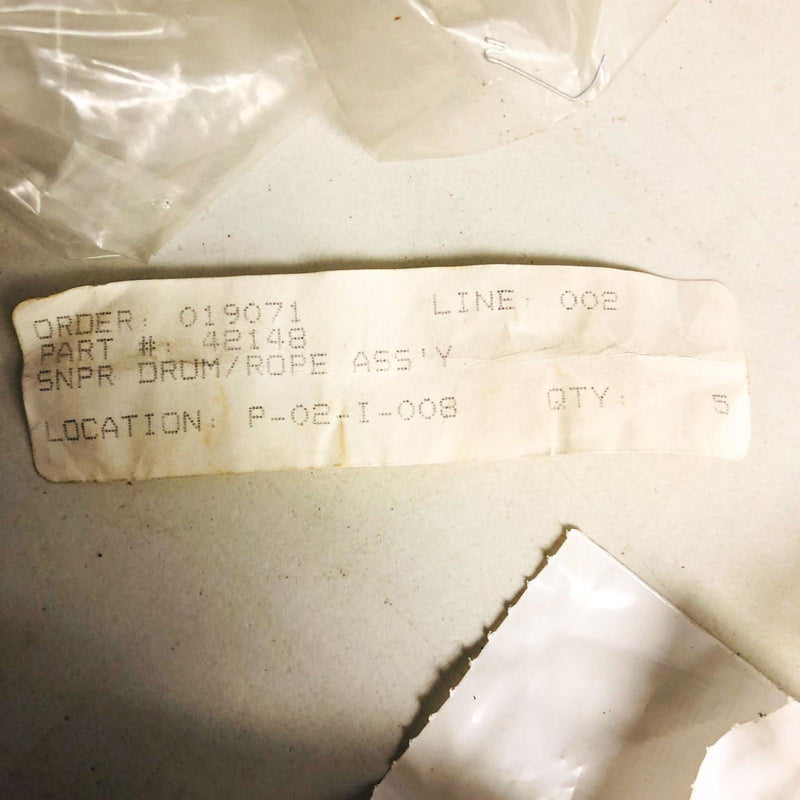 ORDER: 019071 LINE: 002
PART #: 42148
SNPR DRUM/ROPE ASS'Y
LOCATION: P-02-I-008 QTY: 5